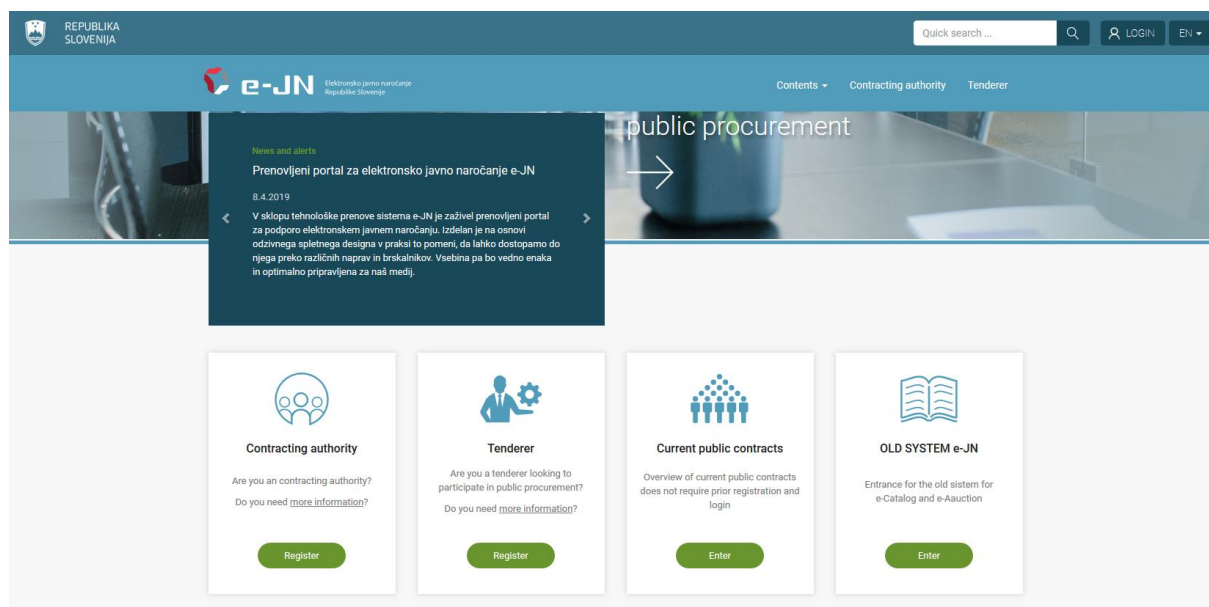 REPUBLIKA
SLOVENIJA
Quick search ...
LOGIN
EN
e-JN
Elektronsko javno naročanje
Republike Slovenije
Contents
Contracting authority
Tenderer
public procurement
News and alerts
Prenovljeni portal za elektronsko javno naročanje e-JN
8.4.2019
V sklopu tehnološke prenove sistema e-JN je zaživel prenovljeni portal
za podporo elektronskem javnem naročanju. Izdelan je na osnovi
odzivnega spletnega designa v praksi to pomeni, da lahko dostopamo do
njega preko različnih naprav in brskalnikov. Vsebina pa bo vedno enaka
in optimalno pripravljena za naš medij.
Contracting authority
Are you an contracting authority?
Do you need more information?
Register
Tenderer
Are you a tenderer looking to
participate in public procurement?
Do you need more information?
Register
Current public contracts
Overview of current public contracts
does not require prior registration and
login
Enter
OLD SYSTEM e-JN
Entrance for the old sistem for
e-Catalog and e-Aauction
Enter